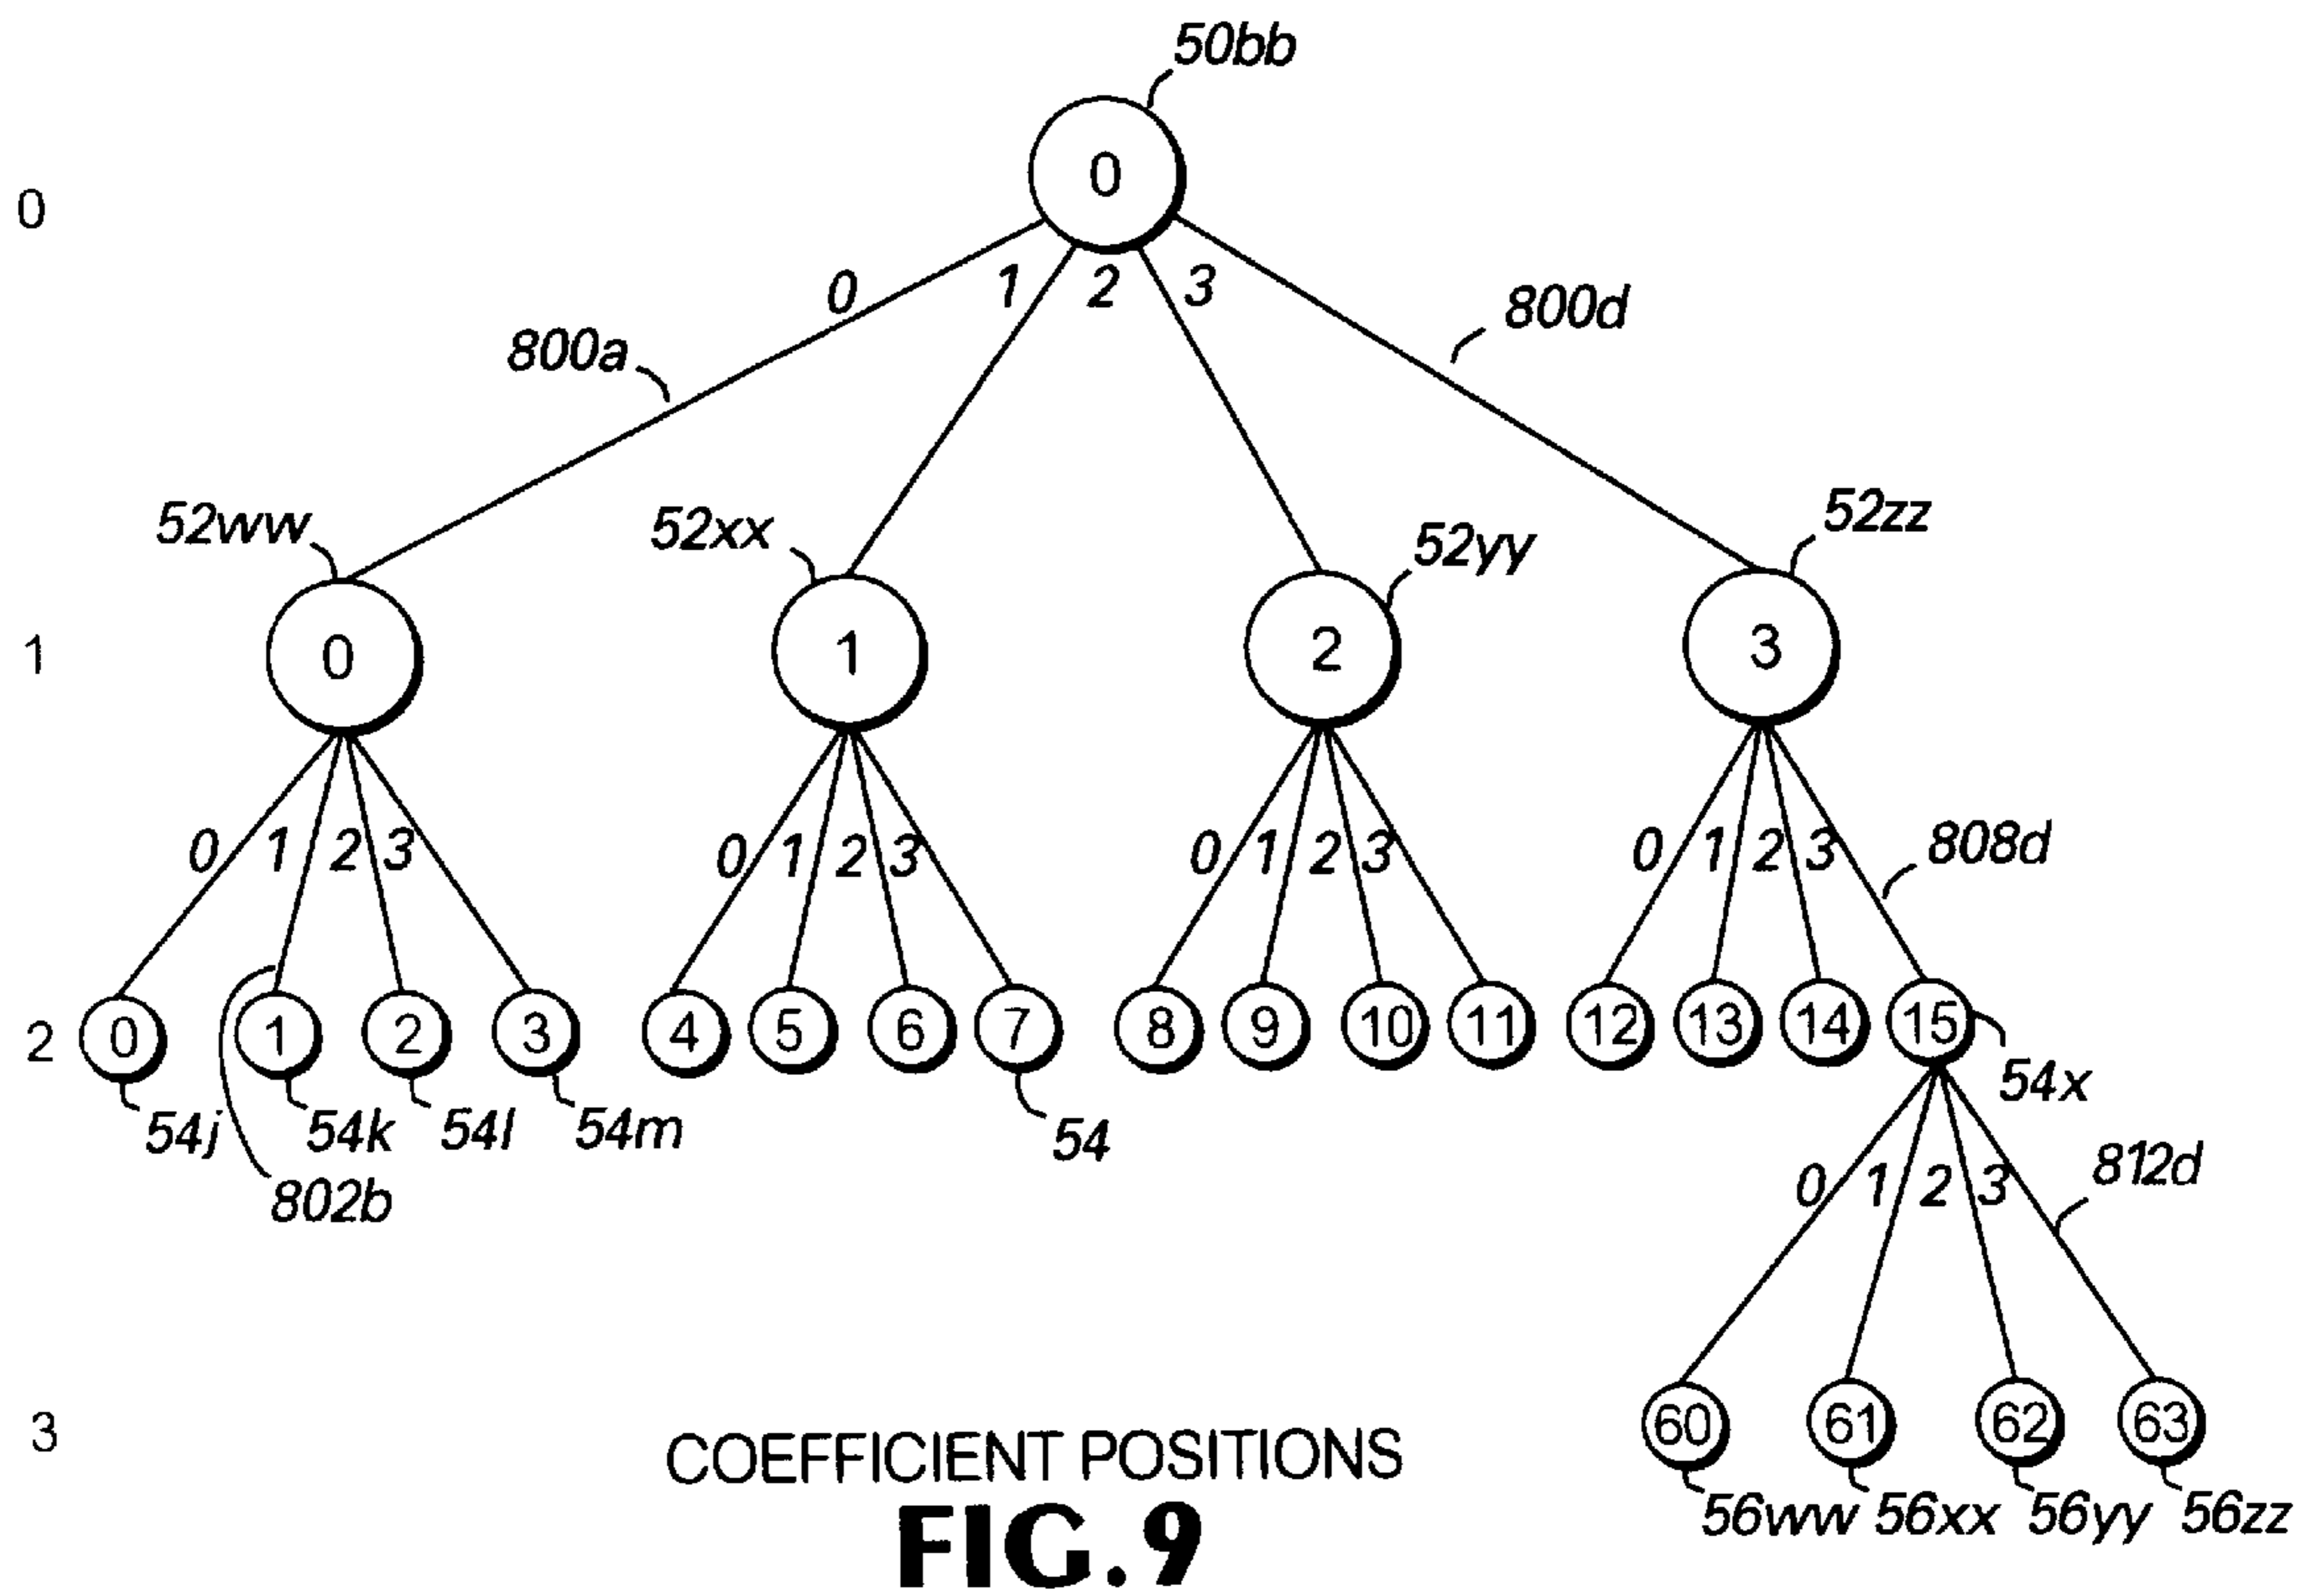 50bb
0
0
0 1 2 3
800a
800d
52ww
52xx
52yy
52zz
1
0
1
2
3
0 1 2 3
0 1 2 3
0 1 2 3
0 1 2 3
808d
2
0 1 2 3
4 5 6 7
8 9 10 11
12 13 14 15
54j
54k
54l
54m
54
54x
802b
0 1 2 3
812d
3
60 61 62 63
56ww 56xx 56yy 56zz
COEFFICIENT POSITIONS
FIG.9